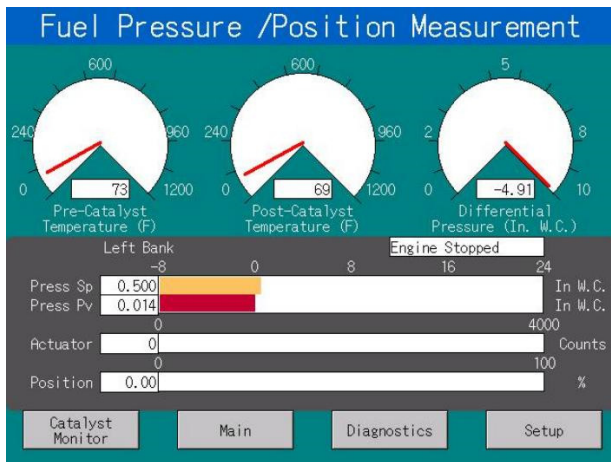 Fuel Pressure /Position Measurement
600 600 5
240 960 240 960 2 8
0 73 1200 0 69 1200 0 -4.91 10
Pre-Catalyst Post-Catalyst Differential
Temperature (F) Temperature (F) Pressure (In. W.C.)
Left Bank Engine Stopped
-8 0 8 16 24
Press Sp 0.500 In W.C.
Press Pv 0.014 In W.C.
0 4000
Actuator 0 Counts
0 100
Position 0.00 %
Catalyst Main Diagnostics Setup
Monitor